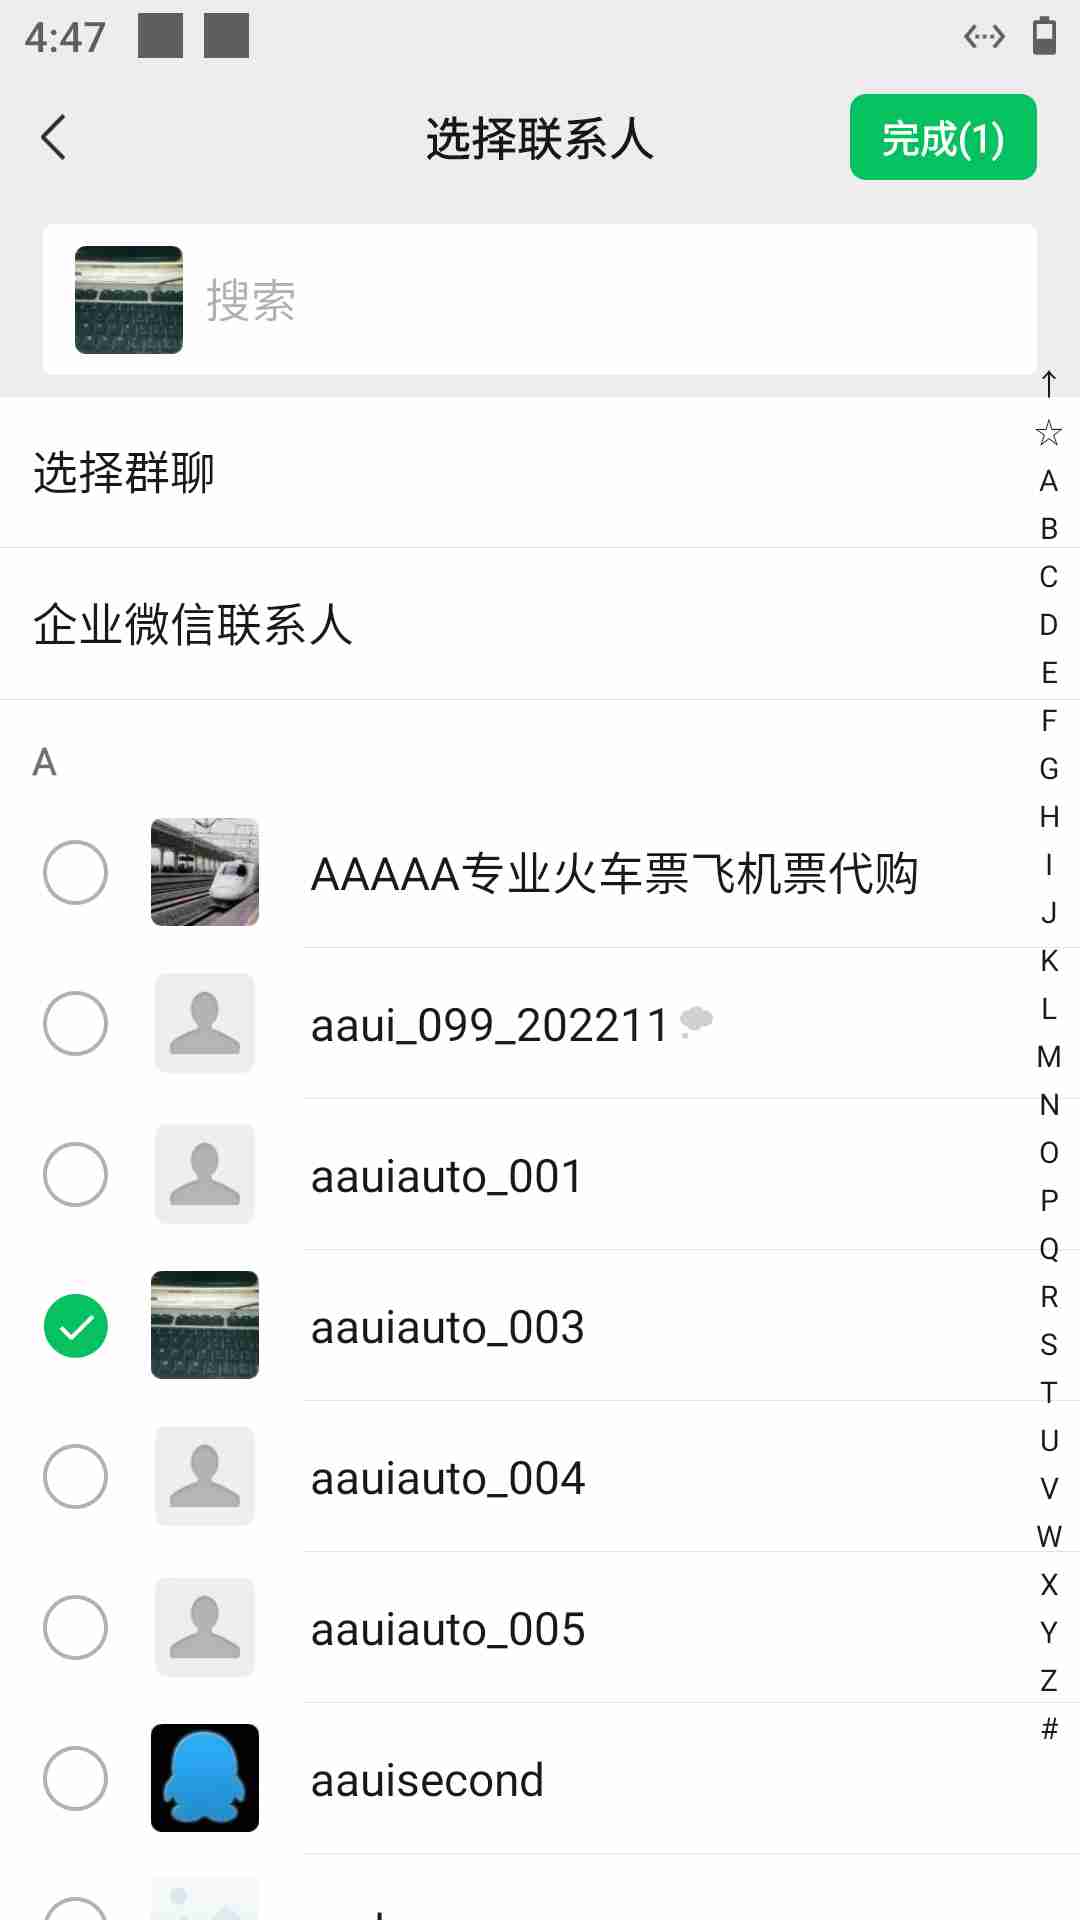 4:47
选择联系人
完成(1)
搜索
↑
☆
选择群聊
A
B
C
企业微信联系人
D
E
F
A
G
H
AAAAA专业火车票飞机票代购
I
J
K
L
aaui_099_202211
M
N
O
aauiauto_001
P
Q
R
aauiauto_003
S
T
U
aauiauto_004
V
W
X
aauiauto_005
Y
Z
#
aauisecond